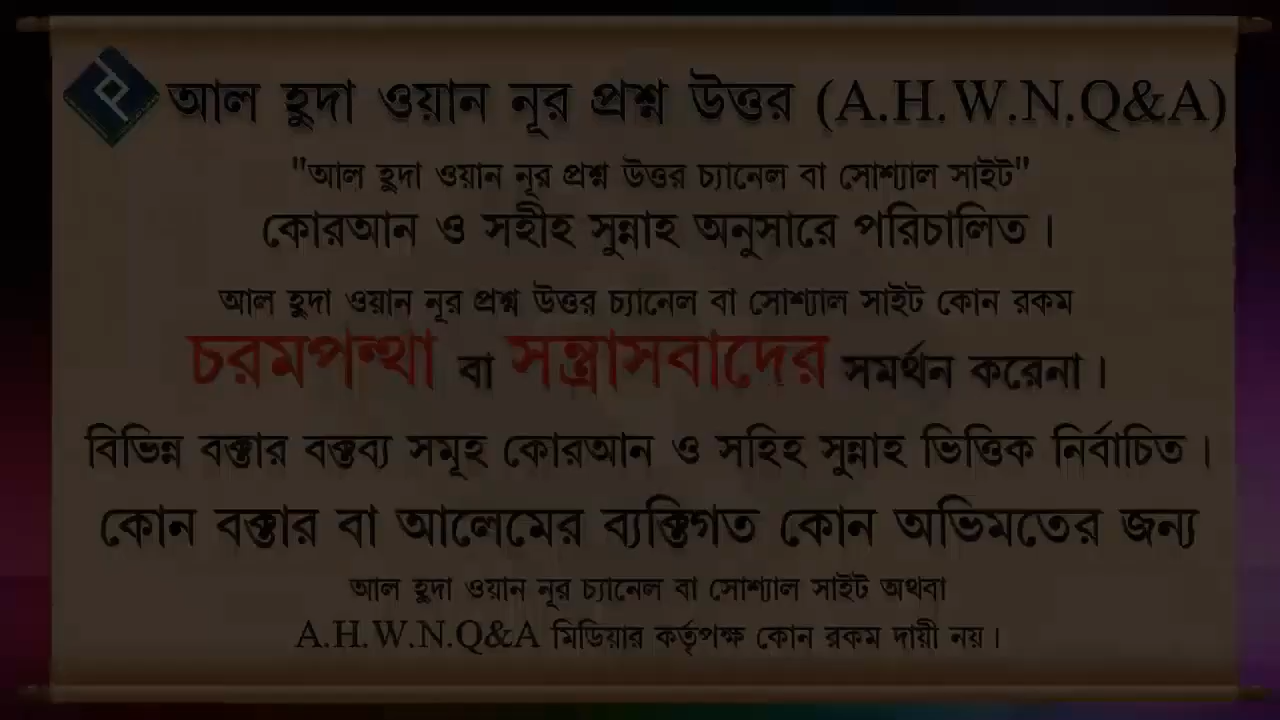 আল হুদা ওয়ান নূর প্রশ্ন উত্তর (A.H.W.N.Q&A)
"আল হুদা ওয়ান নূর প্রশ্ন উত্তর চ্যানেল বা সোশ্যাল সাইট"
কোরআন ও সহীহ সুন্নাহ অনুসারে পরিচালিত।
আল হুদা ওয়ান নূর প্রশ্ন উত্তর চ্যানেল বা সোশ্যাল সাইট কোন রকম
চরমপন্থা বা সন্ত্রাসবাদের সমর্থন করেনা।
বিভিন্ন বক্তার বক্তব্য সমূহ কোরআন ও সহিহ সুন্নাহ ভিত্তিক নির্বাচিত।
কোন বক্তার বা আলেমের ব্যক্তিগত কোন অভিমতের জন্য
আল হুদা ওয়ান নূর চ্যানেল বা সোশ্যাল সাইট অথবা
A.H.W.N.Q&A মিডিয়ার কর্তৃপক্ষ কোন রকম দায়ী নয়।